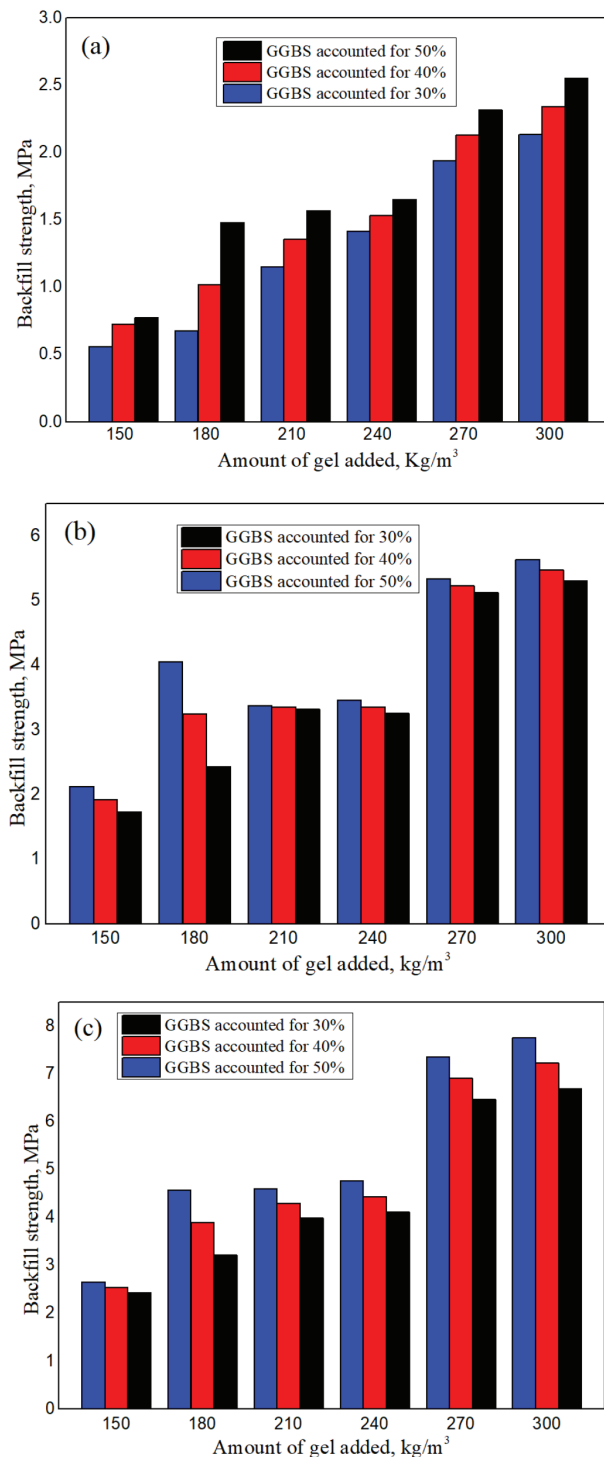 (a)
GGBS accounted for 50%
GGBS accounted for 40%
GGBS accounted for 30%
Backfill strength, MPa
3.0
2.5
2.0
1.5
1.0
0.5
0.0
150 180 210 240 270 300
Amount of gel added, Kg/m³
(b)
GGBS accounted for 30%
GGBS accounted for 40%
GGBS accounted for 50%
Backfill strength, MPa
6
5
4
3
2
1
0
150 180 210 240 270 300
Amount of gel added, kg/m³
(c)
GGBS accounted for 30%
GGBS accounted for 40%
GGBS accounted for 50%
Backfill strength, MPa
8
7
6
5
4
3
2
1
0
150 180 210 240 270 300
Amount of gel added, kg/m³